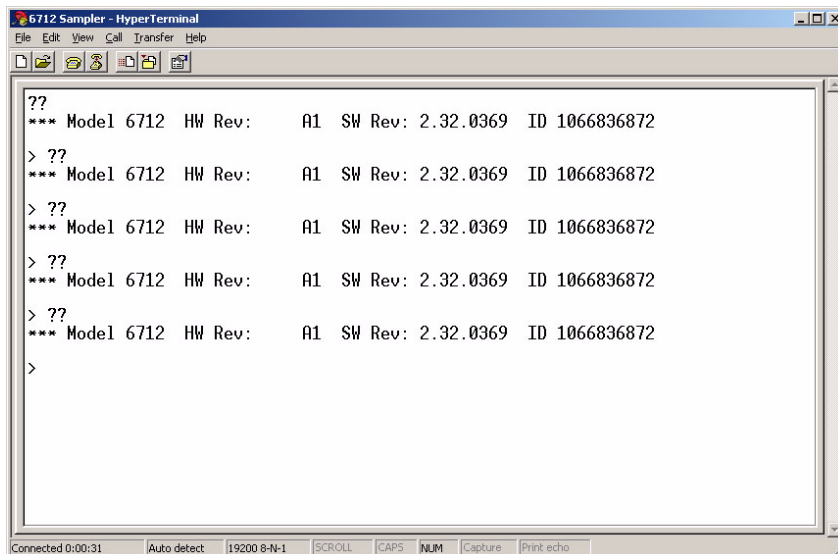 6712 Sampler - HyperTerminal
File Edit View Call Transfer Help
??
*** Model 6712 HW Rev: A1 SW Rev: 2.32.0369 ID 1066836872
> ??
*** Model 6712 HW Rev: A1 SW Rev: 2.32.0369 ID 1066836872
> ??
*** Model 6712 HW Rev: A1 SW Rev: 2.32.0369 ID 1066836872
> ??
*** Model 6712 HW Rev: A1 SW Rev: 2.32.0369 ID 1066836872
> ??
*** Model 6712 HW Rev: A1 SW Rev: 2.32.0369 ID 1066836872
>
Connected 0:00:31 Auto detect 19200 8-N-1 SCROLL CAPS NUM Capture Print echo